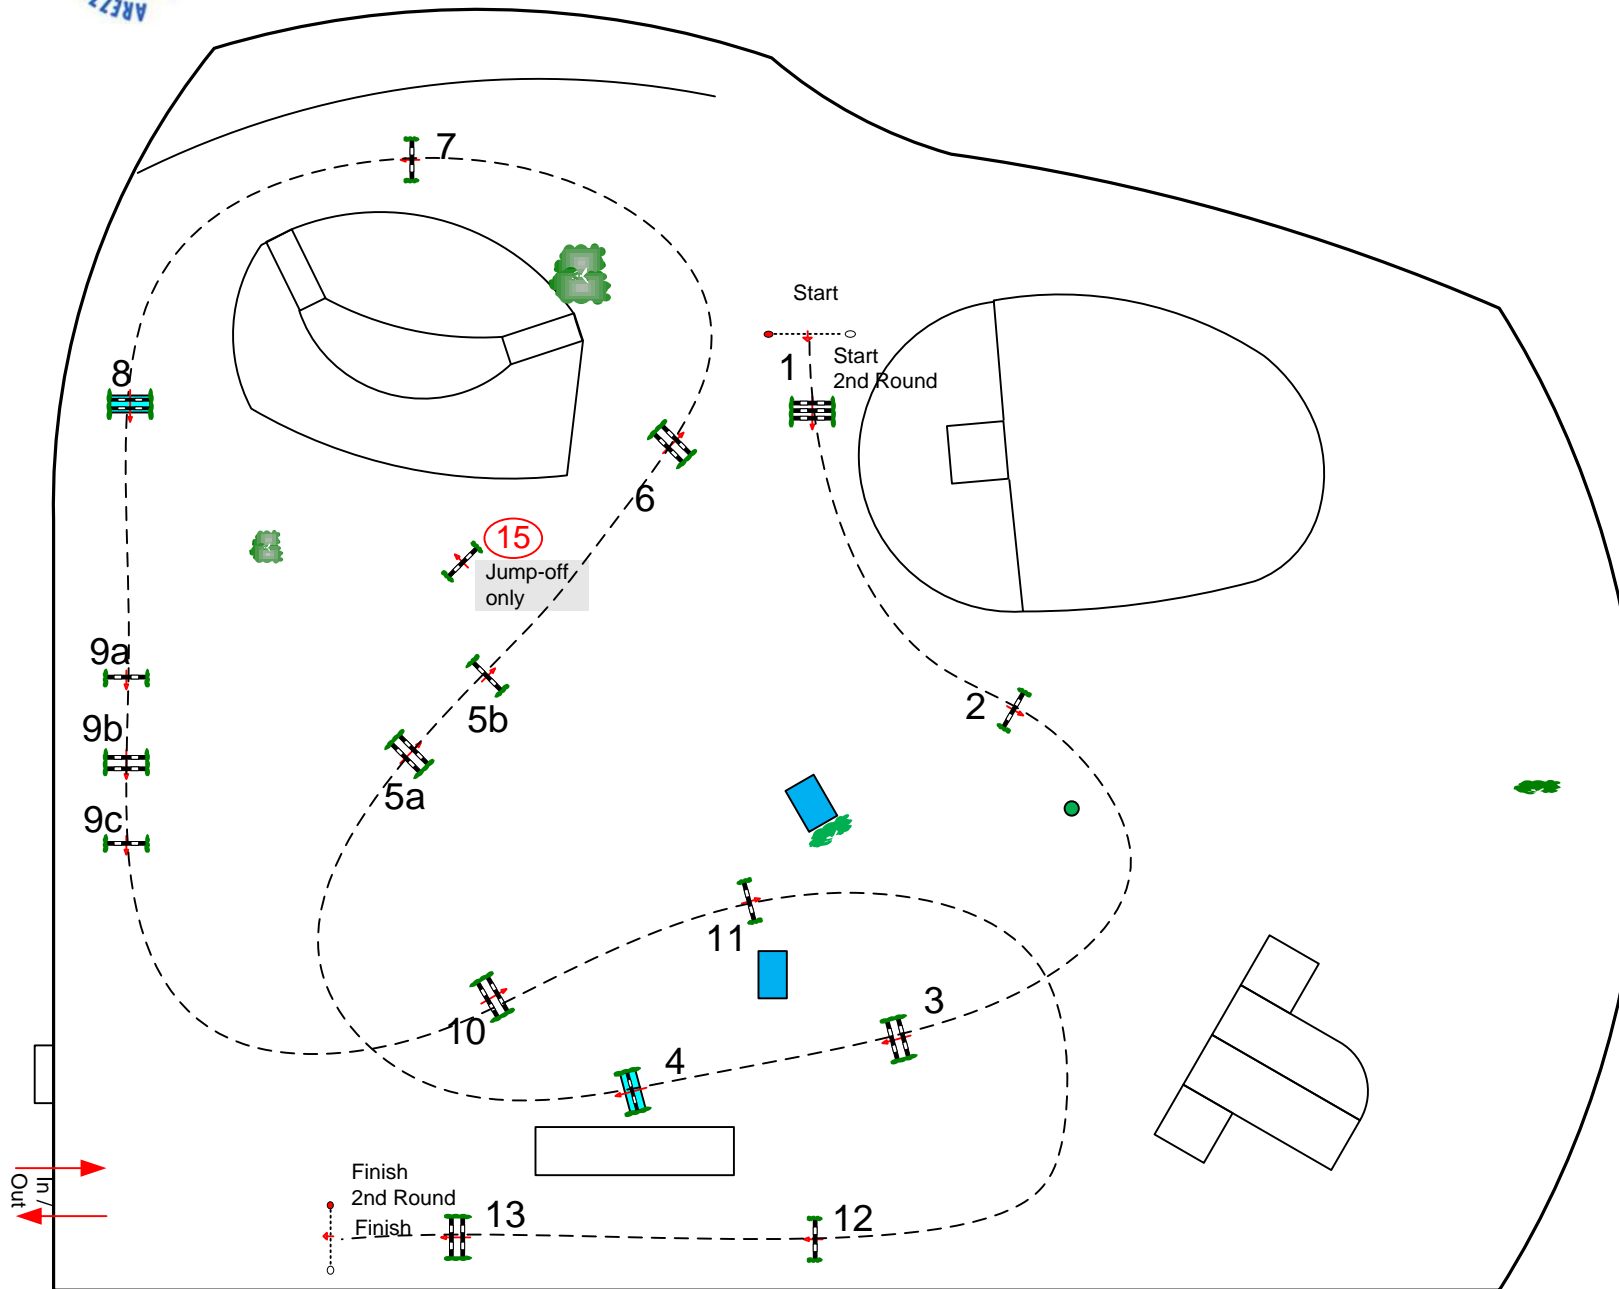 AREZZ
7
Start
1
Start
2nd Round
8
6
15
Jump-off
only
9a
2
5b
9b
5a
9c
11
3
10
4
In /
Out
Finish
2nd Round
Finish
13
12